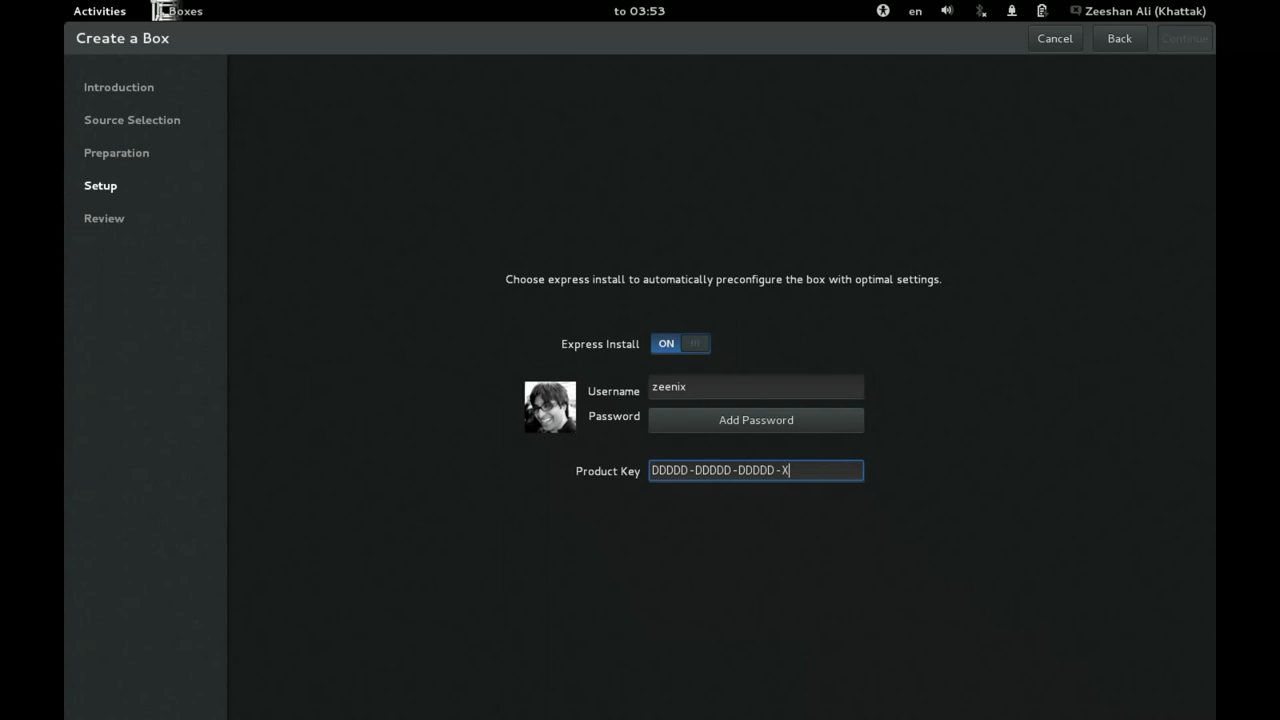 Activities Boxes to 03:53 en Zeeshan Ali (Khattak)
Create a Box Cancel Back Continue
Introduction
Source Selection
Preparation
Setup
Review
Choose express install to automatically preconfigure the box with optimal settings.
Express Install ON
Username zeenix
Password Add Password
Product Key DDDDD-DDDDD-DDDDD-X